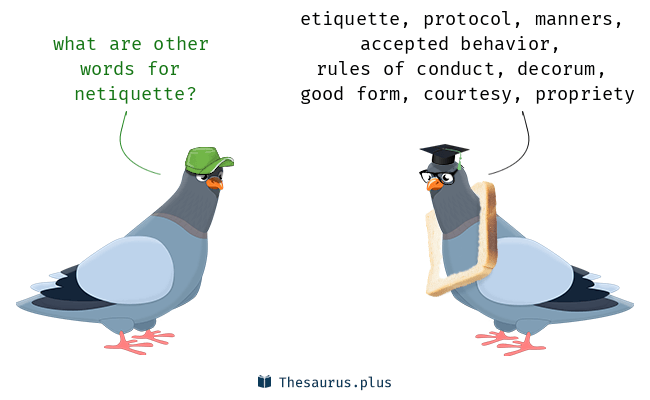 what are other
words for
netiquette?
etiquette, protocol, manners,
accepted behavior,
rules of conduct, decorum,
good form, courtesy, propriety
Thesaurus.plus